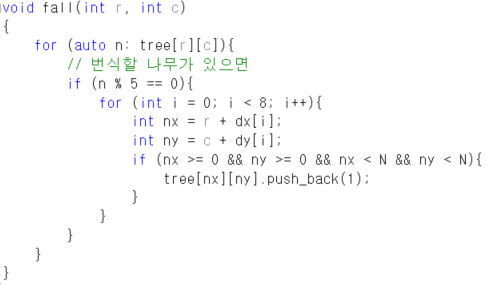 void fall(int r, int c)
{
    for (auto n: tree[r][c]){
        // 번식할 나무가 있으면
        if (n % 5 == 0){
            for (int i = 0; i < 8; i++){
                int nx = r + dx[i];
                int ny = c + dy[i];
                if (nx >= 0 && ny >= 0 && nx < N && ny < N){
                    tree[nx][ny].push_back(1);
                }
            }
        }
    }
}